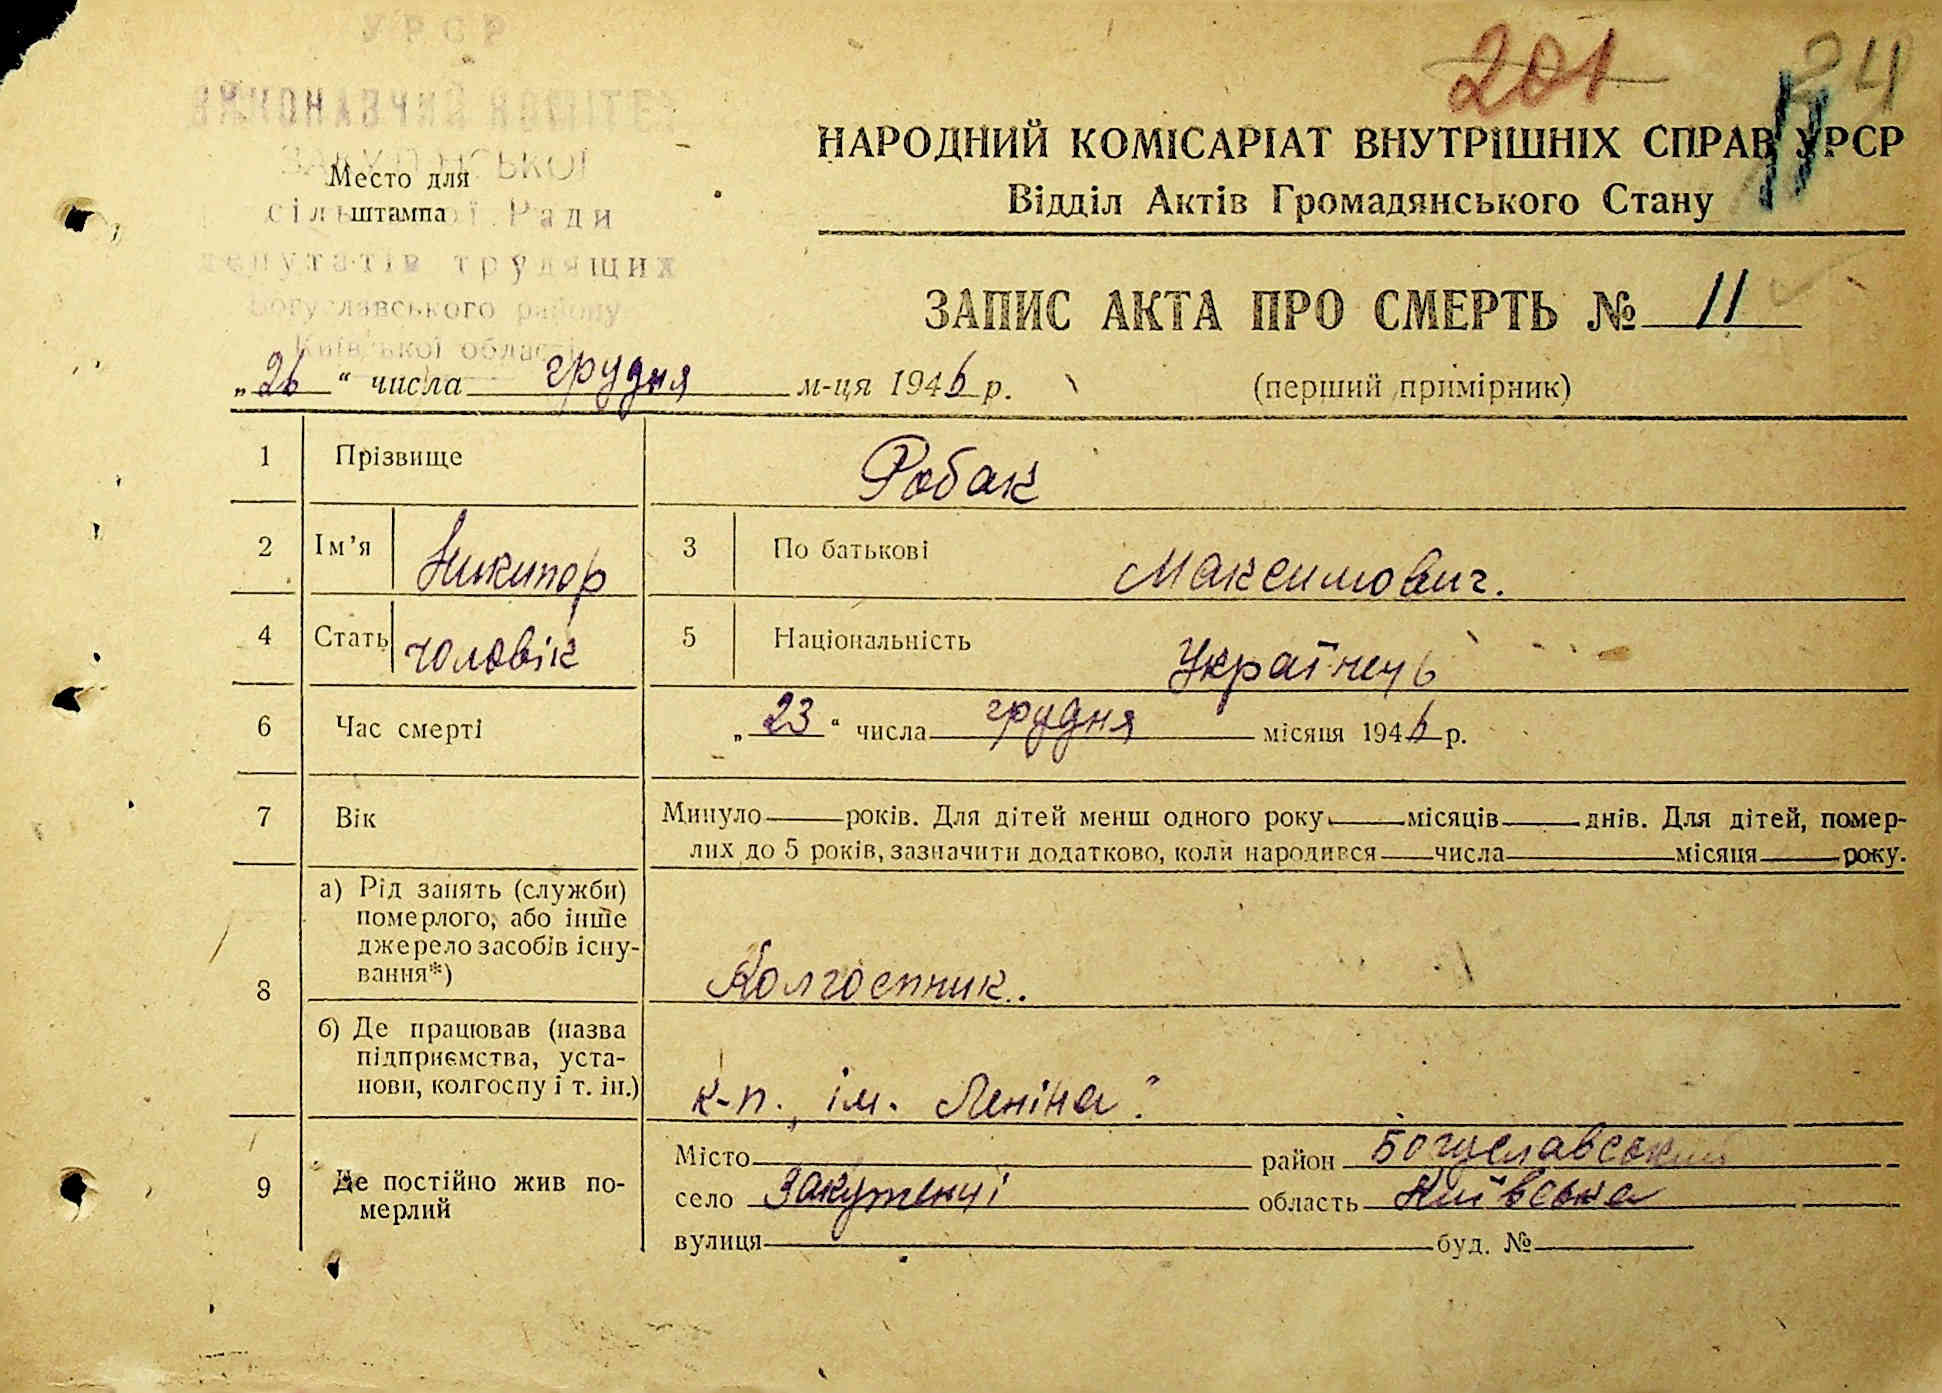 201 24
УРСР
ВИКОНАВЧИЙ КОМІТЕТ
Место для
штампа
сільської Ради
депутатів трудящих
Богуславського району
Київської області
НАРОДНИЙ КОМІСАРІАТ ВНУТРІШНІХ СПРАВ УРСР
Відділ Актів Громадянського Стану
ЗАПИС АКТА ПРО СМЕРТЬ № 11
„26“ числа грудня м-ця 1946 р. (перший примірник)
1 Прізвище Робак
2 Ім'я Никипор 3 По батькові Максимович.
4 Стать чоловік 5 Національність Українець
6 Час смерті „23“ числа грудня місяця 1946 р.
7 Вік Минуло — років. Для дітей менш одного року — місяців — днів. Для дітей, помер-
лих до 5 років, зазначити додатково, коли народився — числа — місяця — року.
8 а) Рід занять (служби)
померлого, або інше
джерело засобів існу-
вання*) Колгоспник.
б) Де працював (назва
підприємства, уста-
нови, колгоспу і т. ін.) к-п. ім. Леніна.
9 Де постійно жив по-
мерлий
Місто район Богуславський
село Закутенці область Київська
вулиця буд. №